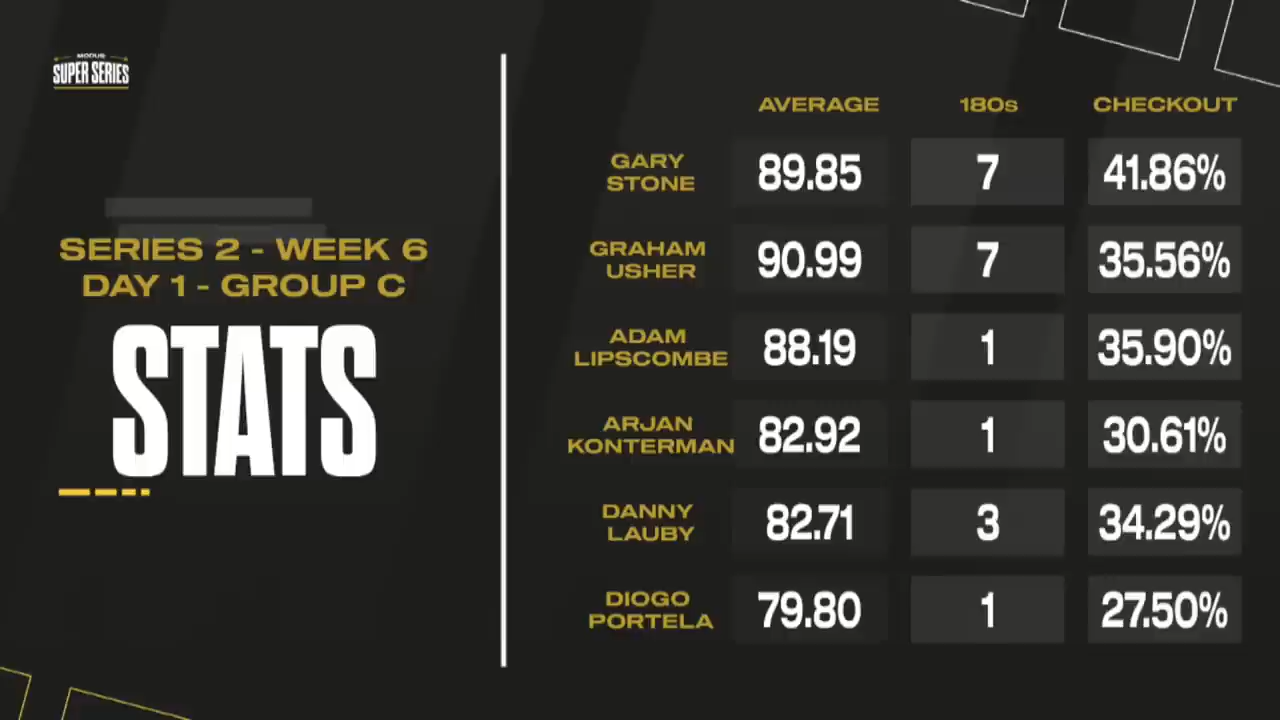 MODUS
SUPER SERIES
SERIES 2 - WEEK 6
DAY 1 - GROUP C
STATS
AVERAGE 180s CHECKOUT
GARY
STONE
89.85 7 41.86%
GRAHAM
USHER
90.99 7 35.56%
ADAM
LIPSCOMBE
88.19 1 35.90%
ARJAN
KONTERMAN
82.92 1 30.61%
DANNY
LAUBY
82.71 3 34.29%
DIOGO
PORTELA
79.80 1 27.50%